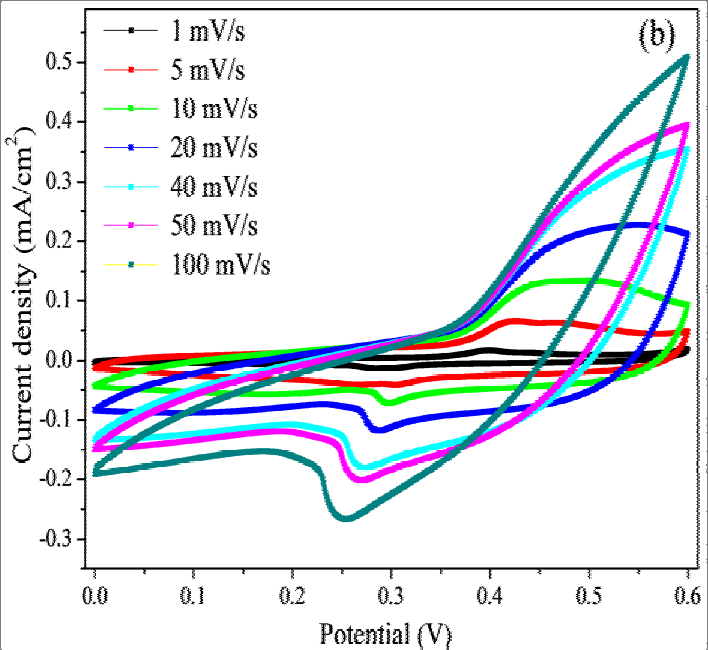 (b)
1 mV/s
5 mV/s
10 mV/s
20 mV/s
40 mV/s
50 mV/s
100 mV/s
Current density (mA/cm²)
0.5
0.4
0.3
0.2
0.1
0.0
-0.1
-0.2
-0.3
0.0 0.1 0.2 0.3 0.4 0.5 0.6
Potential (V)